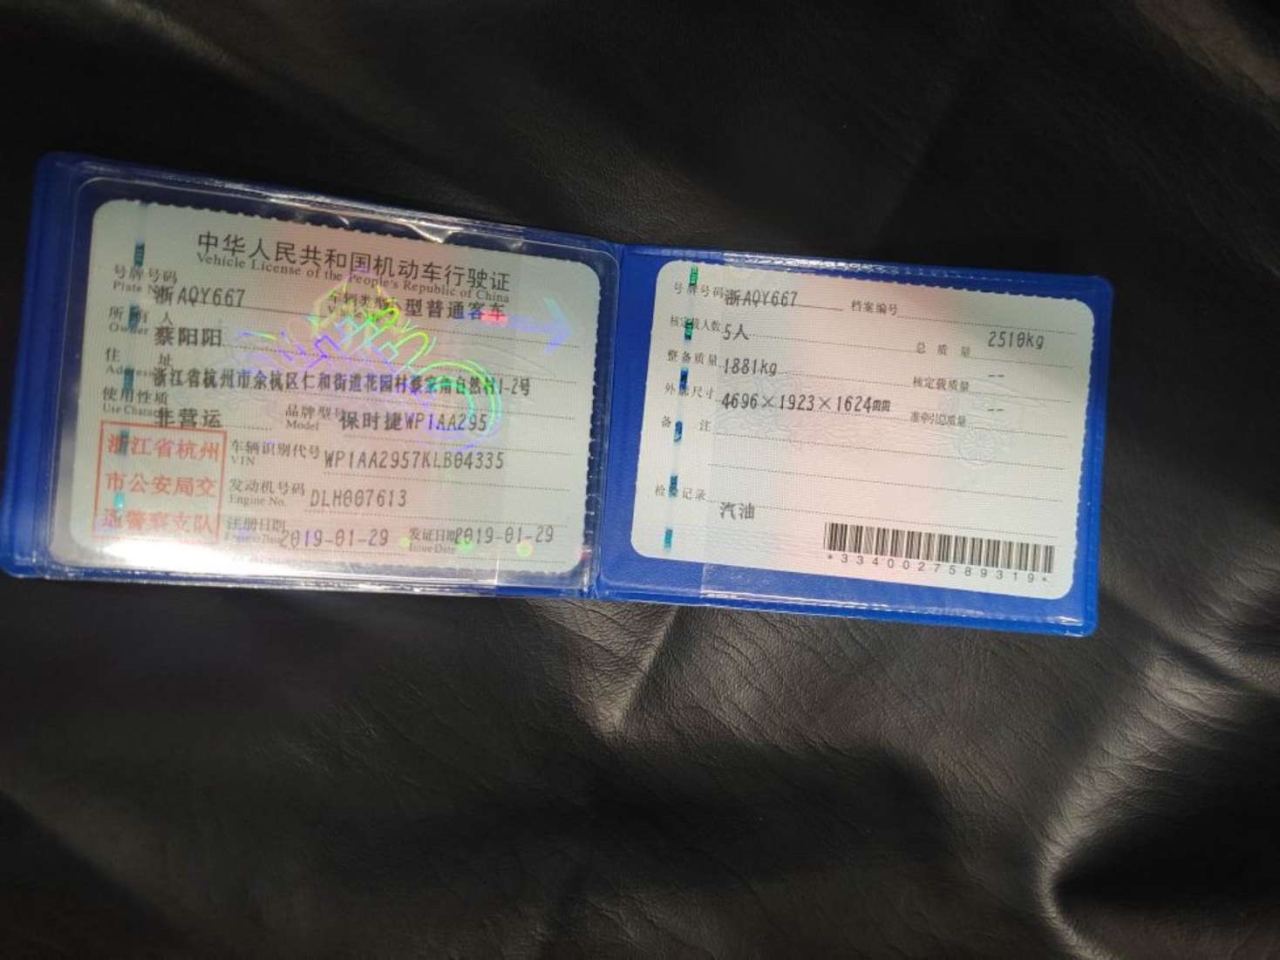 中华人民共和国机动车行驶证
Vehicle License of the People's Republic of China
号牌号码 浙AQY667 车辆类型 型普通客车
Plate No.
所有人 蔡阳阳
Owner
住址 浙江省杭州市余杭区仁和街道花园村蔡家 自然村1-2号
Address
使用性质 非营运 品牌型号 保时捷WP1AA295
Use Character Model
浙江省杭州
市公安局交
通警察支队
车辆识别代号 WP1AA2957KLB04335
VIN
发动机号码 DLH007613
Engine No.
注册日期 2019-01-29 发证日期 2019-01-29
Issue Date
号牌号码 浙AQY667 档案编号
核定载人数 5人 总质量 2510kg
整备质量 1881kg 核定载质量 --
外廓尺寸 4696×1923×1624mm 准牵引总质量 --
备注
检验记录
汽油
*3340027589319*